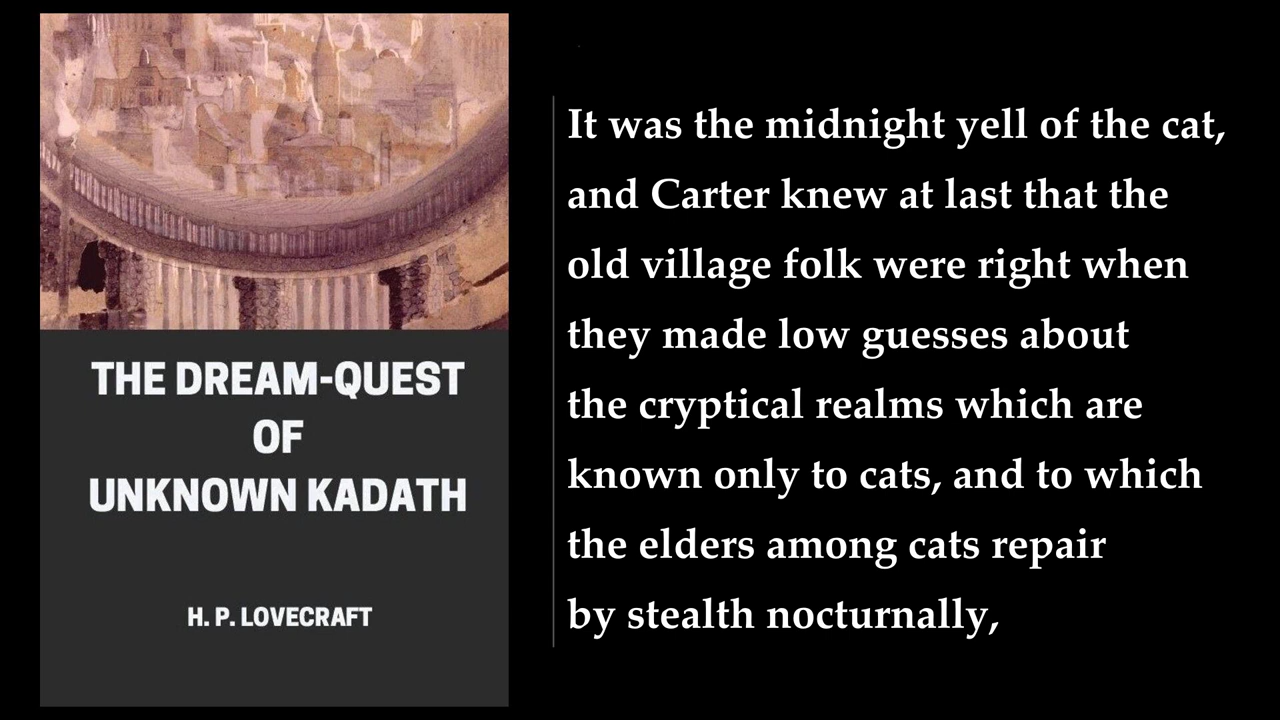 THE DREAM-QUEST
OF
UNKNOWN KADATH
H. P. LOVECRAFT
It was the midnight yell of the cat,
and Carter knew at last that the
old village folk were right when
they made low guesses about
the cryptical realms which are
known only to cats, and to which
the elders among cats repair
by stealth nocturnally,